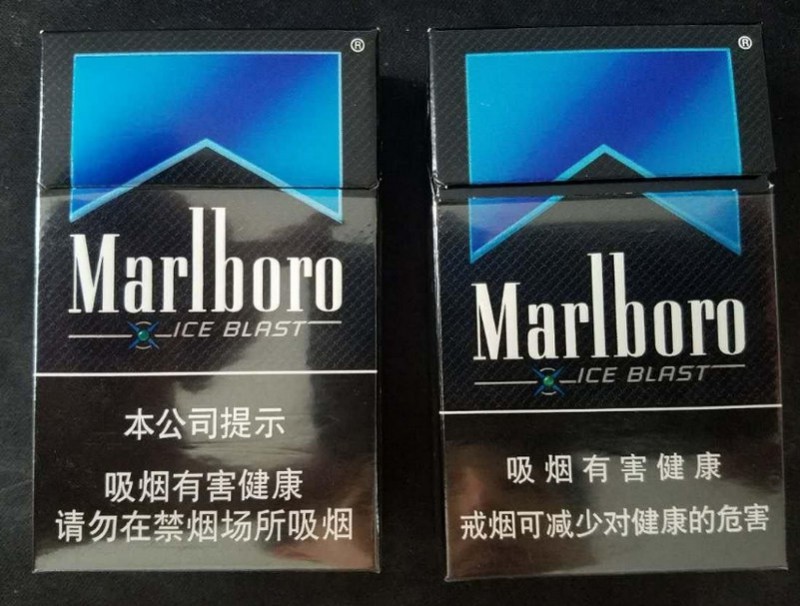 ®
Marlboro
ICE BLAST
本公司提示
吸烟有害健康
请勿在禁烟场所吸烟
®
Marlboro
ICE BLAST
吸烟有害健康
戒烟可减少对健康的危害